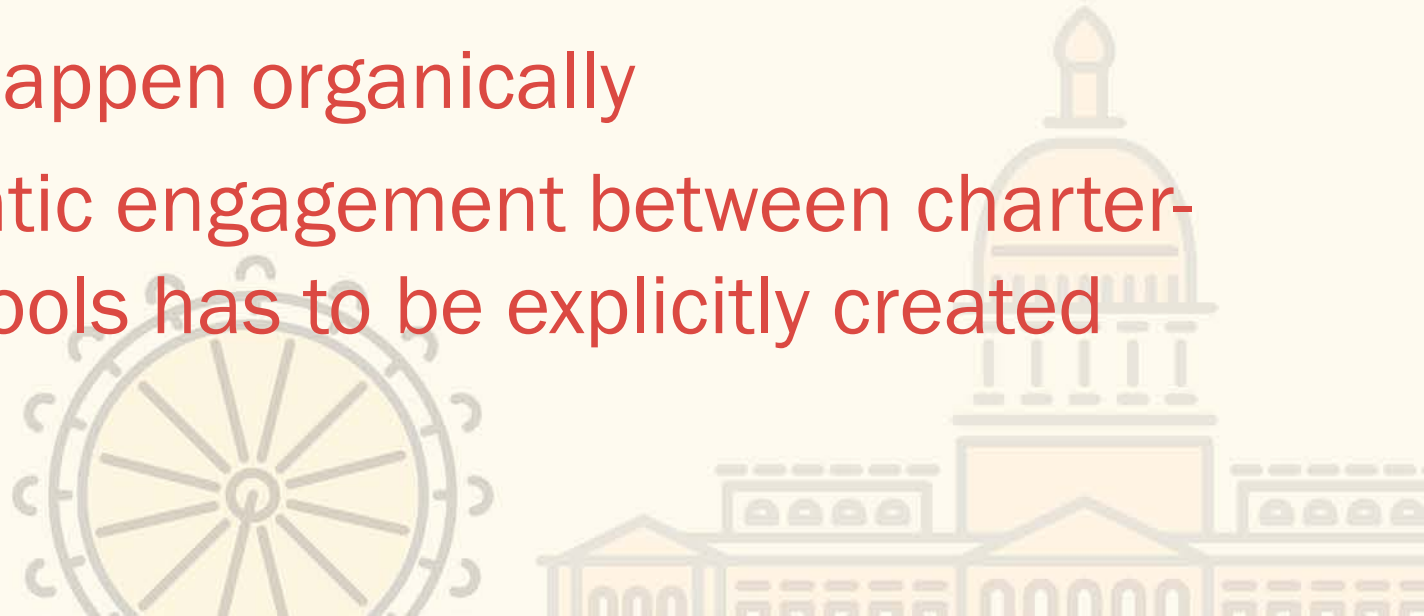 appen organically
tic engagement between charter-
ools has to be explicitly created